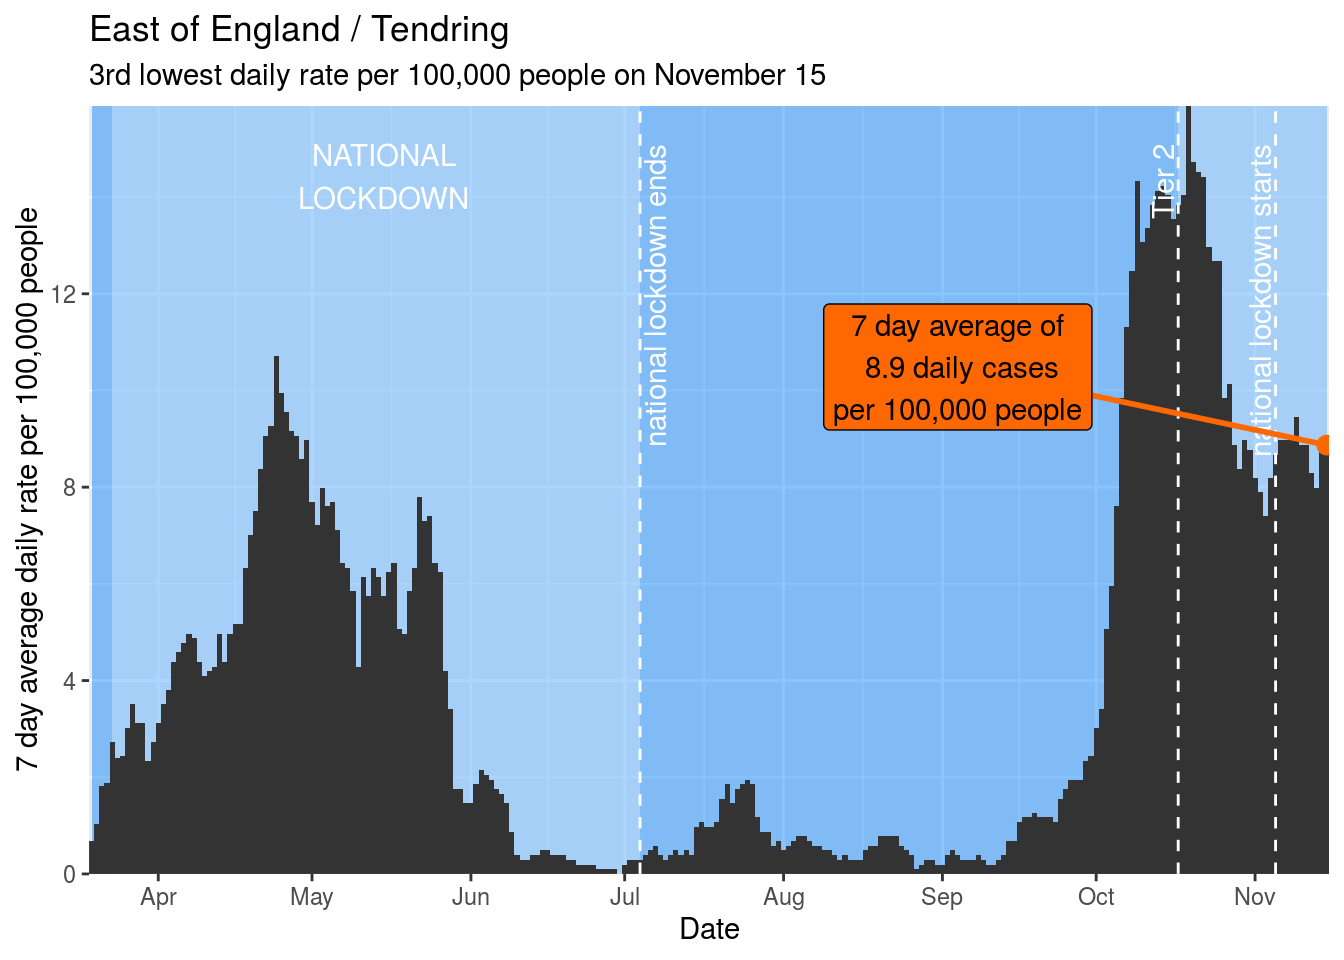 East of England / Tendring
3rd lowest daily rate per 100,000 people on November 15
7 day average daily rate per 100,000 people
12
8
4
0
NATIONAL
LOCKDOWN
national lockdown ends
7 day average of
8.9 daily cases
per 100,000 people
Tier 2
national lockdown starts
Apr May Jun Jul Aug Sep Oct Nov
Date